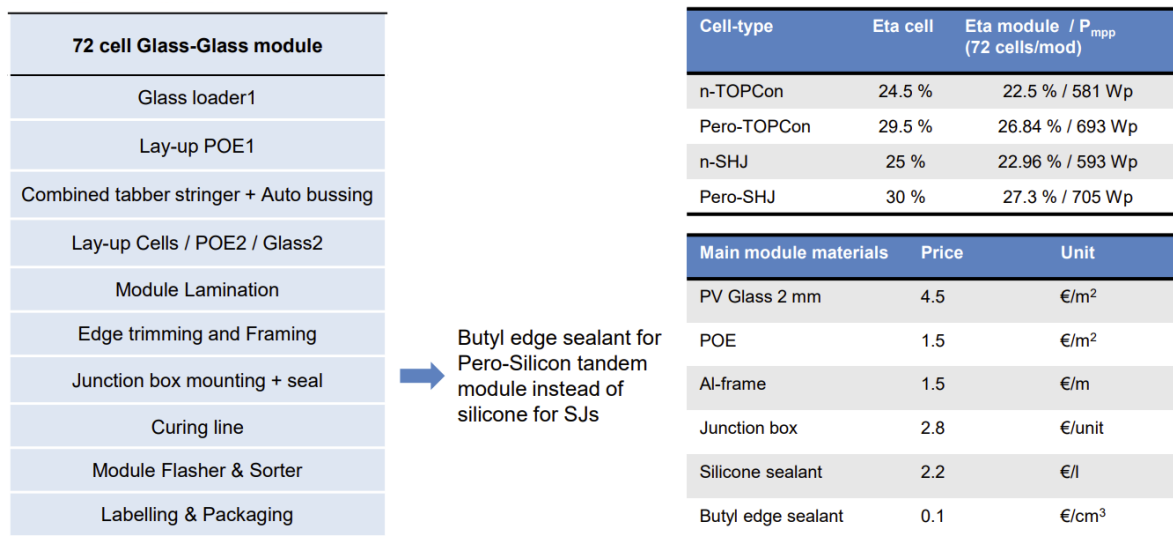 72 cell Glass-Glass module
Glass loader1
Lay-up POE1
Combined tabber stringer + Auto bussing
Lay-up Cells / POE2 / Glass2
Module Lamination
Edge trimming and Framing
Junction box mounting + seal
Curing line
Module Flasher & Sorter
Labelling & Packaging
Butyl edge sealant for
Pero-Silicon tandem
module instead of
silicone for SJs
Cell-type Eta cell Eta module / Pmpp
(72 cells/mod)
n-TOPCon 24.5 % 22.5 % / 581 Wp
Pero-TOPCon 29.5 % 26.84 % / 693 Wp
n-SHJ 25 % 22.96 % / 593 Wp
Pero-SHJ 30 % 27.3 % / 705 Wp
Main module materials Price Unit
PV Glass 2 mm 4.5 €/m²
POE 1.5 €/m²
Al-frame 1.5 €/m
Junction box 2.8 €/unit
Silicone sealant 2.2 €/l
Butyl edge sealant 0.1 €/cm³